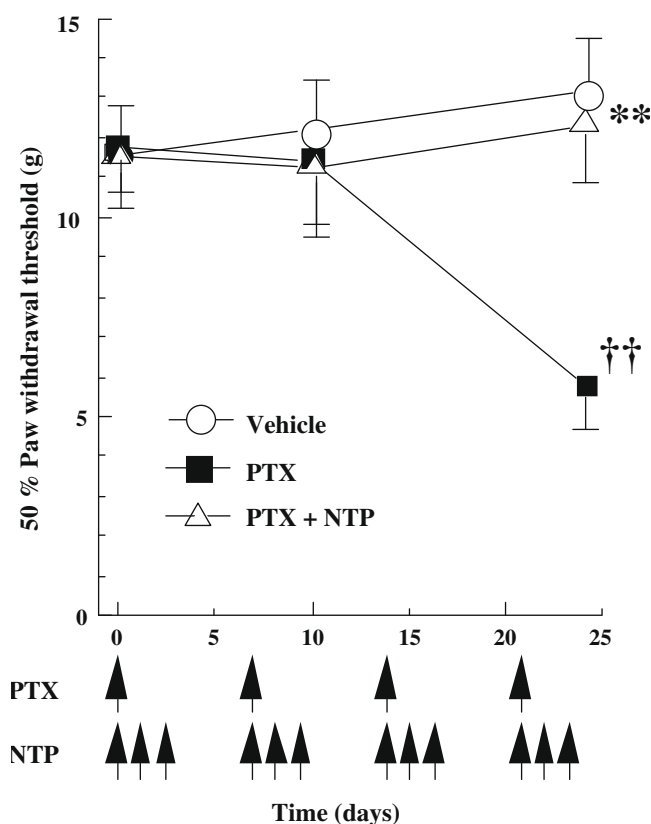 15
**
10
50 % Paw withdrawal threshold (g)
††
Vehicle
5
PTX
PTX + NTP
0
0 5 10 15 20 25
PTX
NTP
Time (days)